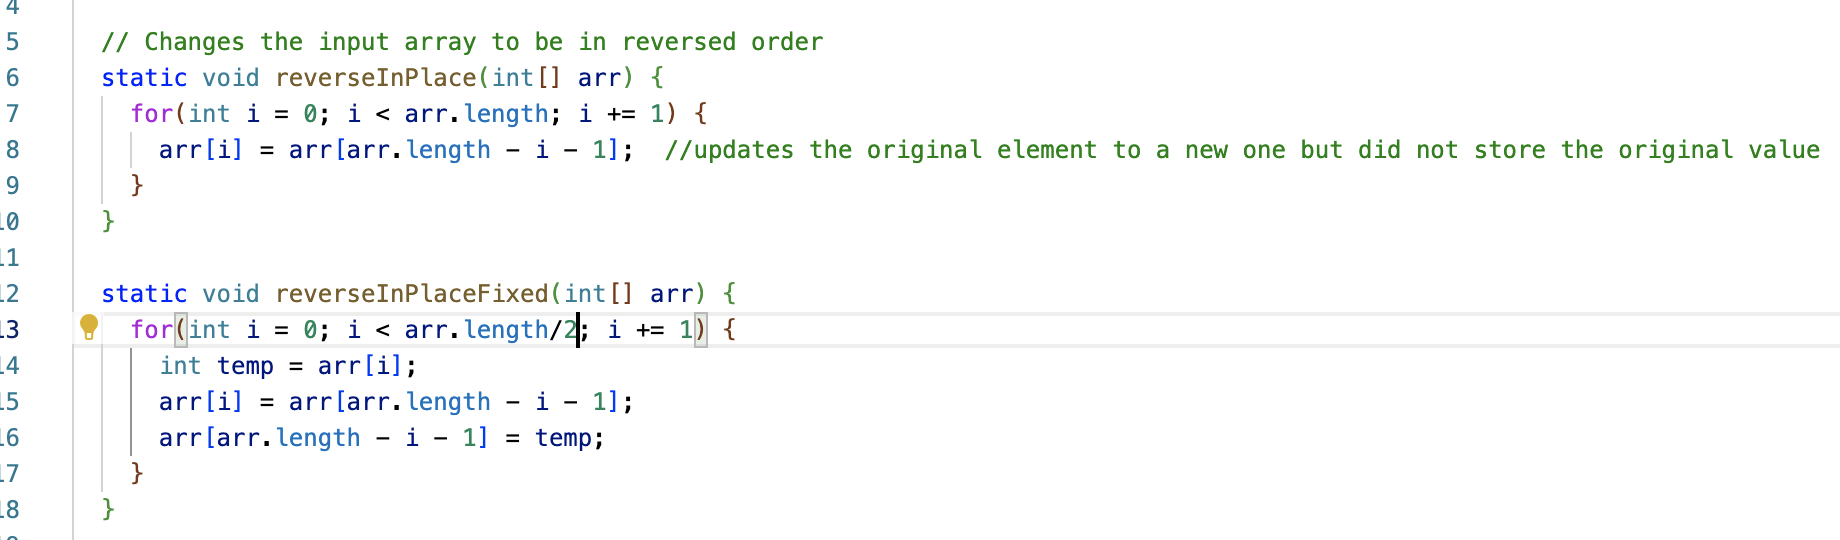 4
5 // Changes the input array to be in reversed order
6 static void reverseInPlace(int[] arr) {
7 for(int i = 0; i < arr.length; i += 1) {
8 arr[i] = arr[arr.length - i - 1]; //updates the original element to a new one but did not store the original value
9 }
10 }
11
12 static void reverseInPlaceFixed(int[] arr) {
13 for(int i = 0; i < arr.length/2; i += 1) {
14 int temp = arr[i];
15 arr[i] = arr[arr.length - i - 1];
16 arr[arr.length - i - 1] = temp;
17 }
18 }